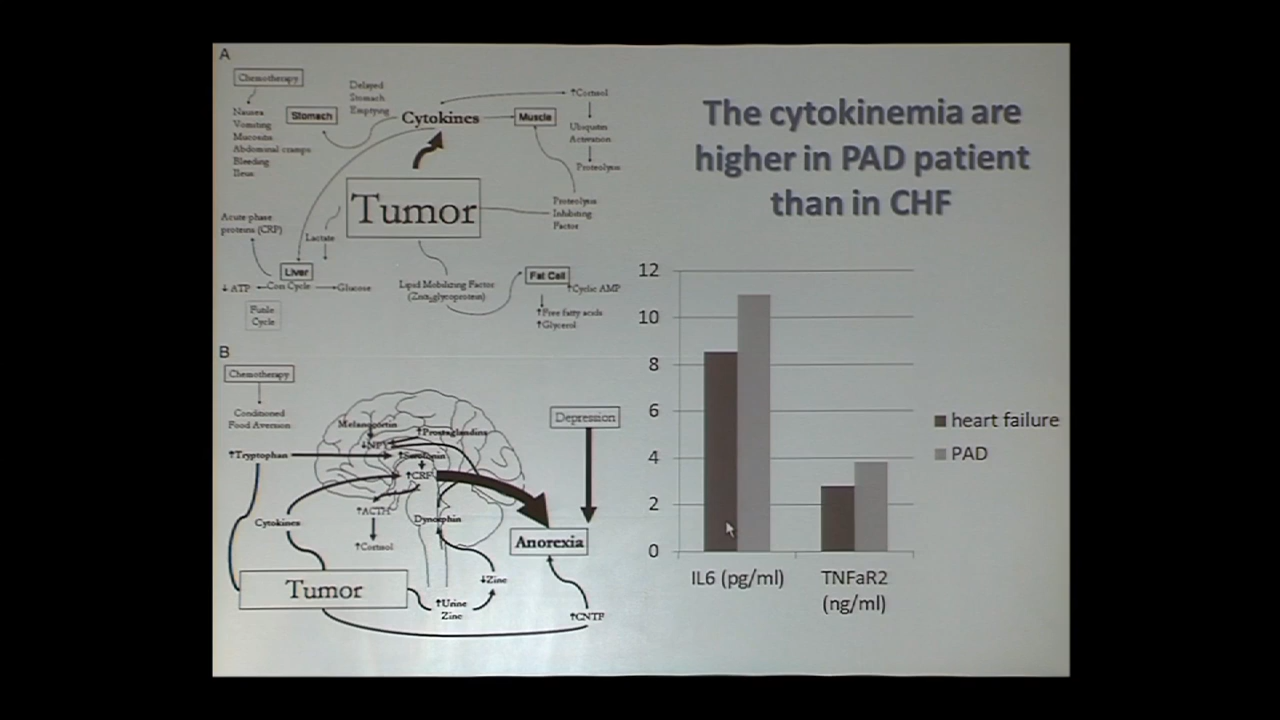 The cytokinemia are
higher in PAD patient
than in CHF
A
Chemotherapy
Nausea
Vomiting
Mucositis
Abdominal cramps
Bleeding
Ileus
Stomach
Delayed
Stomach
Emptying
Cytokines
Muscle
↑Cortisol
Ubiquitin
Activation
Proteolysis
Tumor
Proteolysis
Inhibiting
Factor
Acute phase
proteins (CRP)
Lactate
Liver
↓ATP
Cori Cycle
Glucose
Futile
Cycle
Lipid Mobilizing Factor
(Znα₂glycoprotein)
Fat Cell
↑Cyclic AMP
↑Free fatty acids
↑Glycerol
B
Chemotherapy
Conditioned
Food Aversion
↑Tryptophan
Melanocortin
↑Prostaglandins
↓NPY
↑Serotonin
↑CRF
↑ACTH
↑Cortisol
Dynorphin
Cytokines
Depression
Anorexia
Tumor
↓Zinc
↑Urine
Zinc
↑CNTF
12
10
8
6
4
2
0
IL6 (pg/ml)
TNFaR2
(ng/ml)
heart failure
PAD